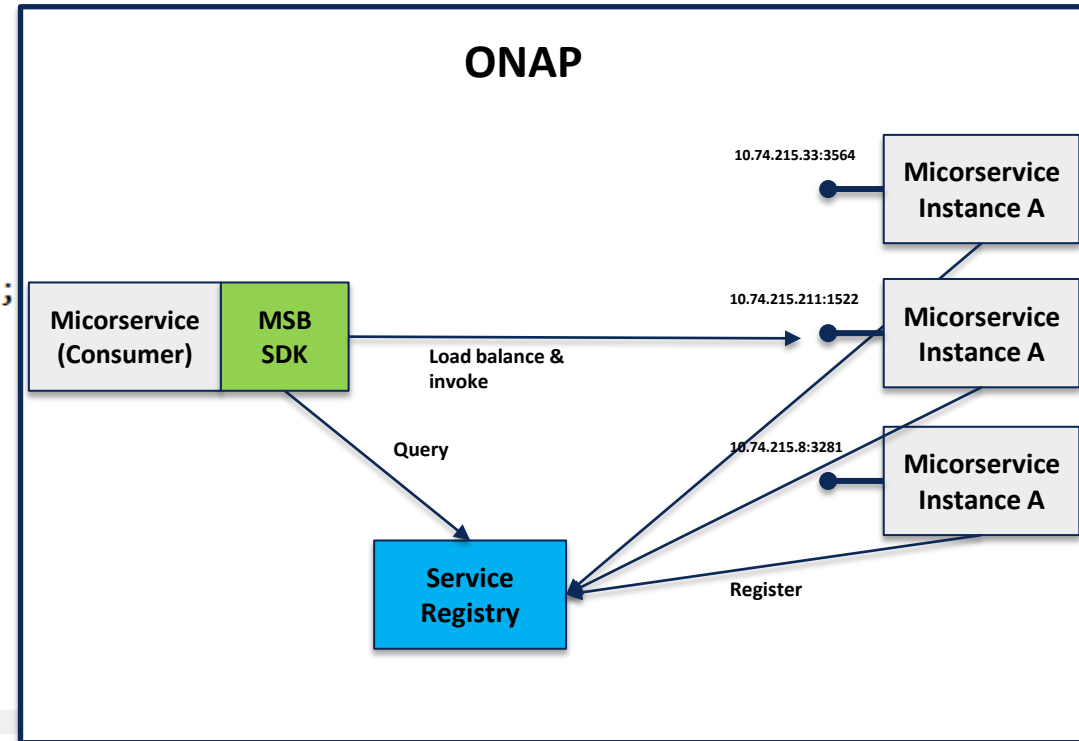 ONAP
10.74.215.33:3564
Micorservice
Instance A
;
10.74.215.211:1522
Micorservice
(Consumer)
MSB
SDK
Load balance &
invoke
Micorservice
Instance A
Query
10.74.215.8:3281
Micorservice
Instance A
Service
Registry
Register